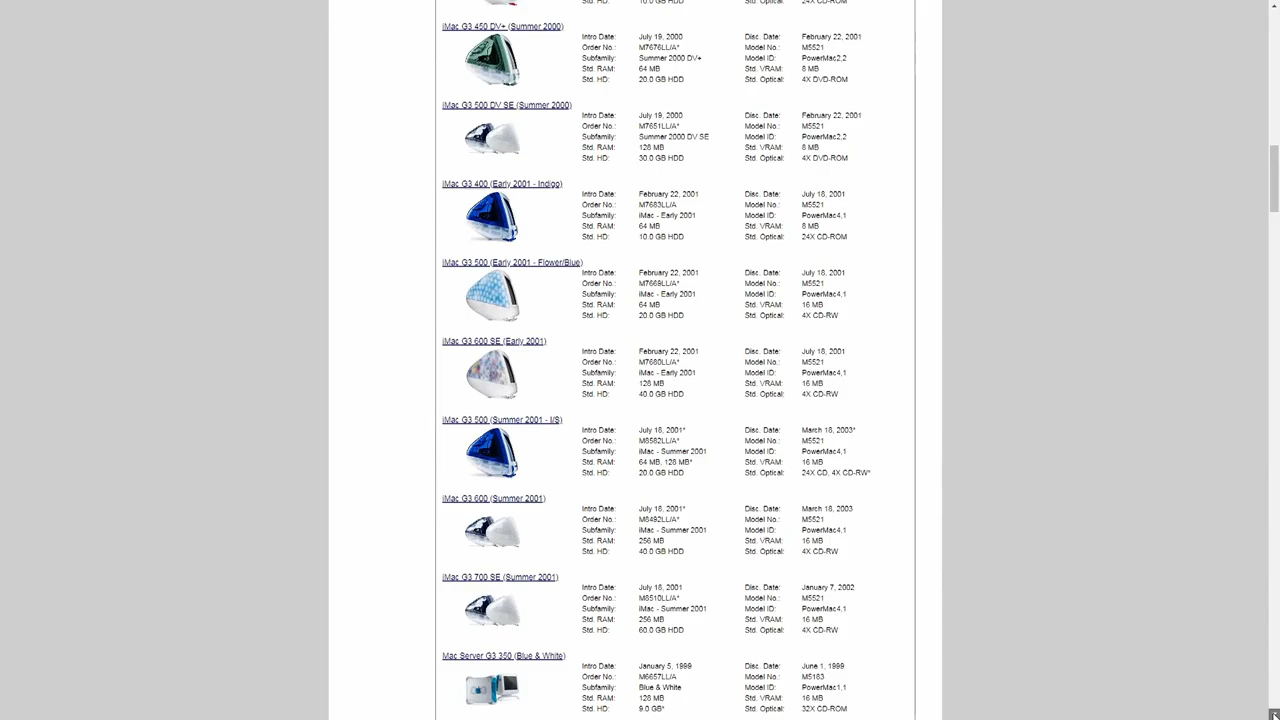 Std. HD: 10.0 GB HDD Std. Optical: 24X CD-ROM
iMac G3 450 DV+ (Summer 2000)
Intro Date: July 19, 2000 Disc. Date: February 22, 2001
Order No.: M7676LL/A* Model No.: M5521
Subfamily: Summer 2000 DV+ Model ID: PowerMac2,2
Std. RAM: 64 MB Std. VRAM: 8 MB
Std. HD: 20.0 GB HDD Std. Optical: 4X DVD-ROM
iMac G3 500 DV SE (Summer 2000)
Intro Date: July 19, 2000 Disc. Date: February 22, 2001
Order No.: M7651LL/A* Model No.: M5521
Subfamily: Summer 2000 DV SE Model ID: PowerMac2,2
Std. RAM: 128 MB Std. VRAM: 8 MB
Std. HD: 30.0 GB HDD Std. Optical: 4X DVD-ROM
iMac G3 400 (Early 2001 - Indigo)
Intro Date: February 22, 2001 Disc. Date: July 18, 2001
Order No.: M7683LL/A Model No.: M5521
Subfamily: iMac - Early 2001 Model ID: PowerMac4,1
Std. RAM: 64 MB Std. VRAM: 8 MB
Std. HD: 10.0 GB HDD Std. Optical: 24X CD-ROM
iMac G3 500 (Early 2001 - Flower/Blue)
Intro Date: February 22, 2001 Disc. Date: July 18, 2001
Order No.: M7669LL/A* Model No.: M5521
Subfamily: iMac - Early 2001 Model ID: PowerMac4,1
Std. RAM: 64 MB Std. VRAM: 16 MB
Std. HD: 20.0 GB HDD Std. Optical: 4X CD-RW
iMac G3 600 SE (Early 2001)
Intro Date: February 22, 2001 Disc. Date: July 18, 2001
Order No.: M7680LL/A* Model No.: M5521
Subfamily: iMac - Early 2001 Model ID: PowerMac4,1
Std. RAM: 128 MB Std. VRAM: 16 MB
Std. HD: 40.0 GB HDD Std. Optical: 4X CD-RW
iMac G3 500 (Summer 2001 - I/S)
Intro Date: July 18, 2001* Disc. Date: March 18, 2003*
Order No.: M8582LL/A* Model No.: M5521
Subfamily: iMac - Summer 2001 Model ID: PowerMac4,1
Std. RAM: 64 MB, 128 MB* Std. VRAM: 16 MB
Std. HD: 20.0 GB HDD Std. Optical: 24X CD, 4X CD-RW*
iMac G3 600 (Summer 2001)
Intro Date: July 18, 2001* Disc. Date: March 18, 2003
Order No.: M8492LL/A* Model No.: M5521
Subfamily: iMac - Summer 2001 Model ID: PowerMac4,1
Std. RAM: 256 MB Std. VRAM: 16 MB
Std. HD: 40.0 GB HDD Std. Optical: 4X CD-RW
iMac G3 700 SE (Summer 2001)
Intro Date: July 18, 2001 Disc. Date: January 7, 2002
Order No.: M8510LL/A* Model No.: M5521
Subfamily: iMac - Summer 2001 Model ID: PowerMac4,1
Std. RAM: 256 MB Std. VRAM: 16 MB
Std. HD: 60.0 GB HDD Std. Optical: 4X CD-RW
Mac Server G3 350 (Blue & White)
Intro Date: January 5, 1999 Disc. Date: June 1, 1999
Order No.: M6657LL/A Model No.: M5183
Subfamily: Blue & White Model ID: PowerMac1,1
Std. RAM: 128 MB Std. VRAM: 16 MB
Std. HD: 9.0 GB* Std. Optical: 32X CD-ROM